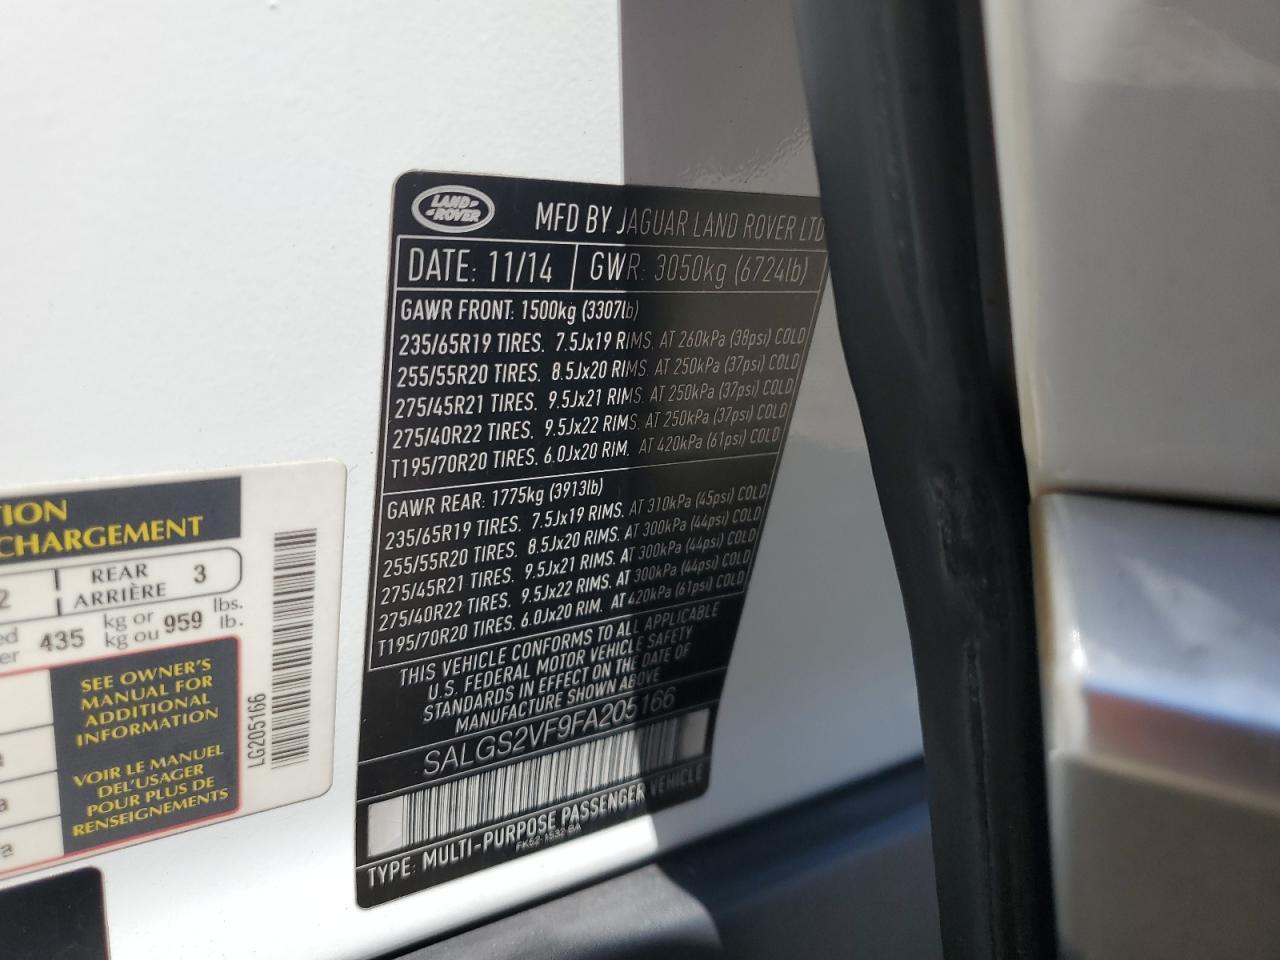 LAND ROVER
MFD BY JAGUAR LAND ROVER LTD
DATE: 11/14 GWR: 3050kg (6724lb)
GAWR FRONT: 1500kg (3307lb)
235/65R19 TIRES. 7.5Jx19 RIMS. AT 260kPa (38psi) COLD
255/55R20 TIRES. 8.5Jx20 RIMS. AT 250kPa (37psi) COLD
275/45R21 TIRES. 9.5Jx21 RIMS. AT 250kPa (37psi) COLD
275/40R22 TIRES. 9.5Jx22 RIMS. AT 250kPa (37psi) COLD
T195/70R20 TIRES. 6.0Jx20 RIM. AT 420kPa (61psi) COLD
GAWR REAR: 1775kg (3913lb)
235/65R19 TIRES. 7.5Jx19 RIMS. AT 310kPa (45psi) COLD
255/55R20 TIRES. 8.5Jx20 RIMS. AT 300kPa (44psi) COLD
275/45R21 TIRES. 9.5Jx21 RIMS. AT 300kPa (44psi) COLD
275/40R22 TIRES. 9.5Jx22 RIMS. AT 300kPa (44psi) COLD
T195/70R20 TIRES. 6.0Jx20 RIM. AT 420kPa (61psi) COLD
THIS VEHICLE CONFORMS TO ALL APPLICABLE
U.S. FEDERAL MOTOR VEHICLE SAFETY
STANDARDS IN EFFECT ON THE DATE OF
MANUFACTURE SHOWN ABOVE
SALGS2VF9FA205166
TYPE: MULTI-PURPOSE PASSENGER VEHICLE
FK52-1532-BA
TION
CHARGEMENT
2 REAR 3
ARRIÈRE
ed 435 kg or 959 lbs.
er kg ou lb.
SEE OWNER'S
MANUAL FOR
ADDITIONAL
INFORMATION
VOIR LE MANUEL
DEL'USAGER
POUR PLUS DE
RENSEIGNEMENTS
LG205166